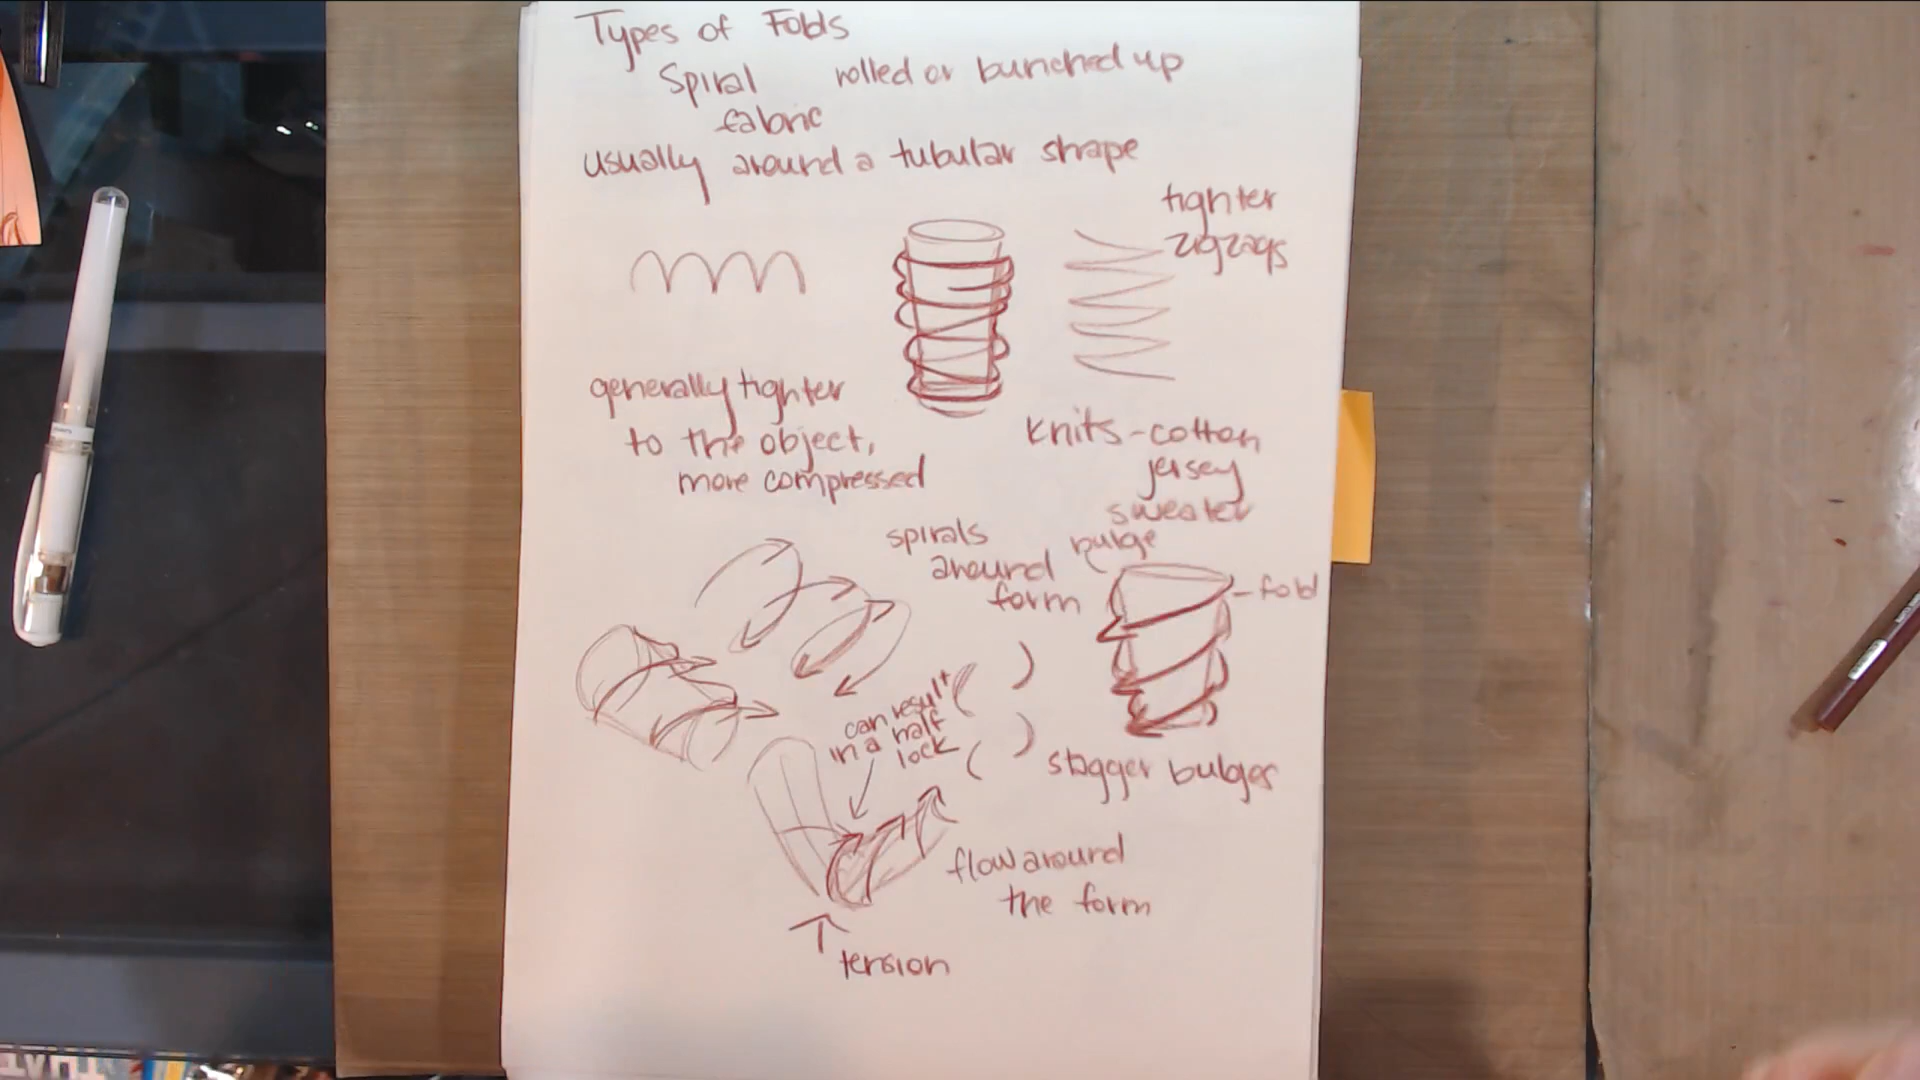 Types of Folds
Spiral rolled or bunched up
fabric
usually around a tubular shape
tighter
zigzags
generally tighter
to the object,
more compressed
knits-cotton
jersey
sweater
spirals
around
form
bulge
-fold
can result
in a half
lock
stagger bulges
flow around
the form
tension